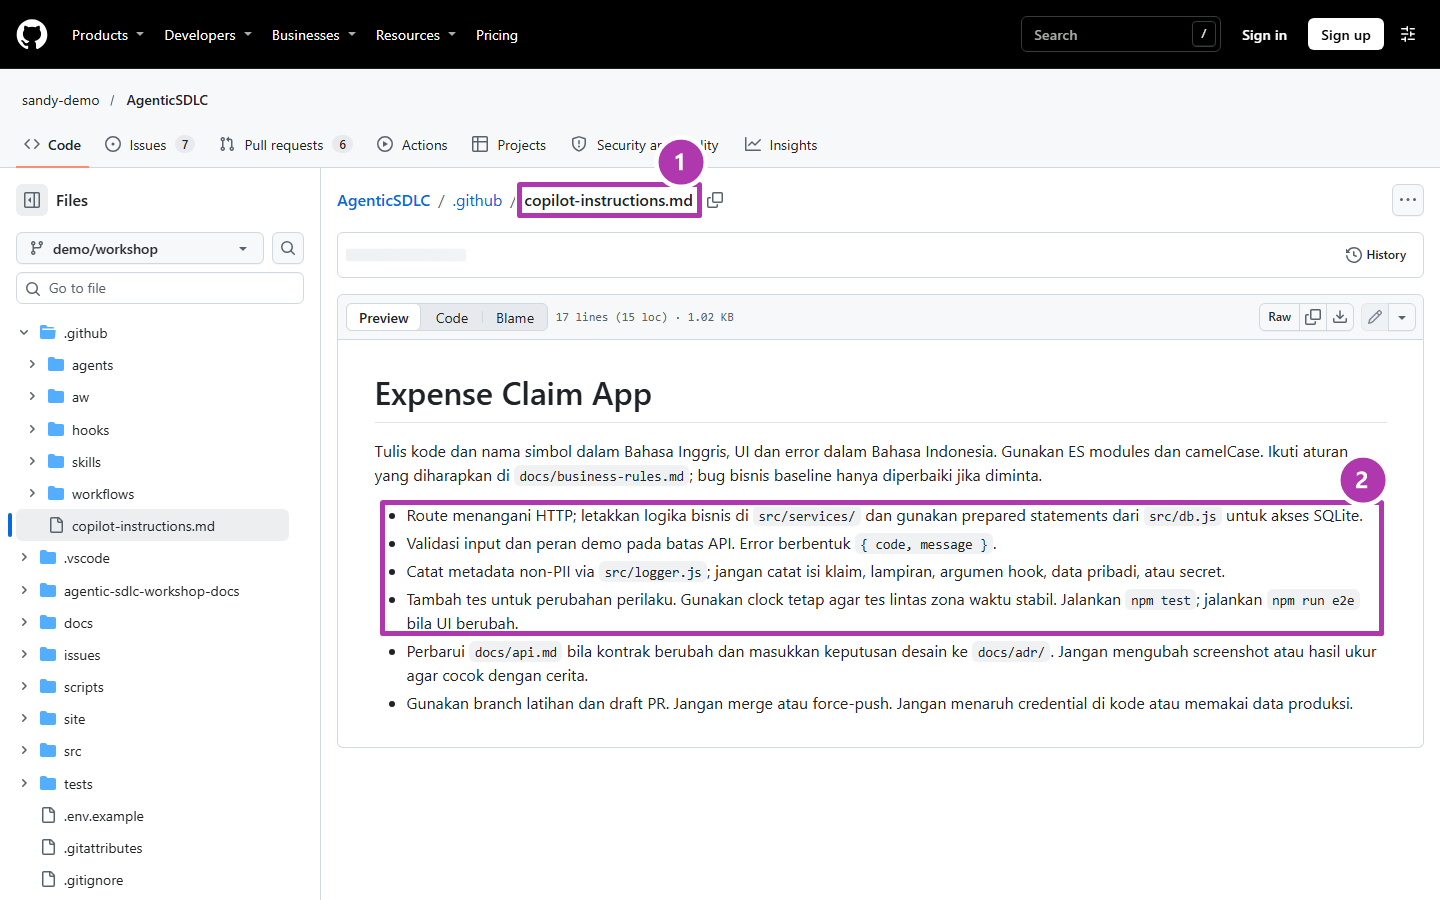 Products
Developers
Businesses
Resources
Pricing
Search
/
Sign in
Sign up
sandy-demo / AgenticSDLC
Code
Issues 7
Pull requests 6
Actions
Projects
Security
Insights
1
Files
AgenticSDLC / .github / copilot-instructions.md
demo/workshop
History
Go to file
Preview
Code
Blame
17 lines (15 loc) · 1.02 KB
Raw
.github
agents
aw
hooks
skills
workflows
copilot-instructions.md
.vscode
agentic-sdlc-workshop-docs
docs
issues
scripts
site
src
tests
.env.example
.gitattributes
.gitignore
Expense Claim App
Tulis kode dan nama simbol dalam Bahasa Inggris, UI dan error dalam Bahasa Indonesia. Gunakan ES modules dan camelCase. Ikuti aturan
yang diharapkan di docs/business-rules.md; bug bisnis baseline hanya diperbaiki jika diminta.
2
• Route menangani HTTP; letakkan logika bisnis di src/services/ dan gunakan prepared statements dari src/db.js untuk akses SQLite.
• Validasi input dan peran demo pada batas API. Error berbentuk { code, message }.
• Catat metadata non-PII via src/logger.js; jangan catat isi klaim, lampiran, argumen hook, data pribadi, atau secret.
• Tambah tes untuk perubahan perilaku. Gunakan clock tetap agar tes lintas zona waktu stabil. Jalankan npm test; jalankan npm run e2e
bila UI berubah.
• Perbarui docs/api.md bila kontrak berubah dan masukkan keputusan desain ke docs/adr/. Jangan mengubah screenshot atau hasil ukur
agar cocok dengan cerita.
• Gunakan branch latihan dan draft PR. Jangan merge atau force-push. Jangan menaruh credential di kode atau memakai data produksi.